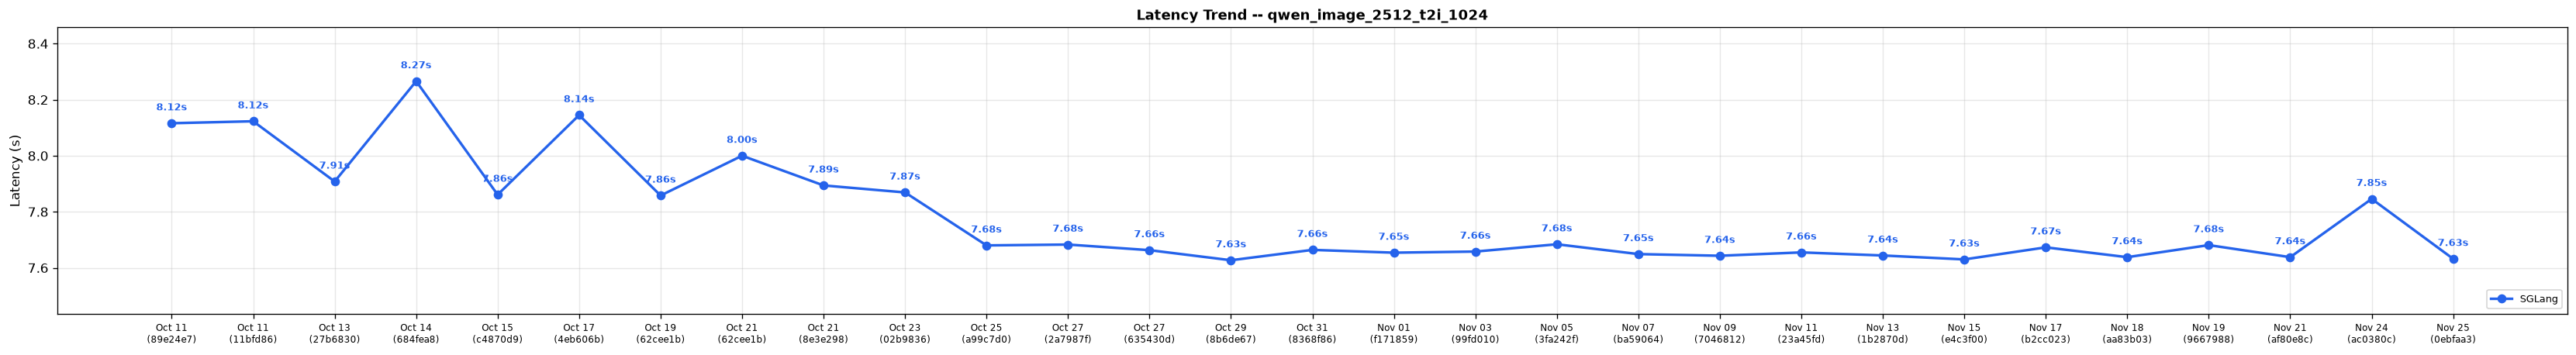 Latency Trend -- qwen_image_2512_t2i_1024
Latency (s)
8.4
8.2
8.0
7.8
7.6
8.12s
8.12s
7.91s
8.27s
7.86s
8.14s
7.86s
8.00s
7.89s
7.87s
7.68s
7.68s
7.66s
7.63s
7.66s
7.65s
7.66s
7.68s
7.65s
7.64s
7.66s
7.64s
7.63s
7.67s
7.64s
7.68s
7.64s
7.85s
7.63s
SGLang
Oct 11
(89e24e7)
Oct 11
(11bfd86)
Oct 13
(27b6830)
Oct 14
(684fea8)
Oct 15
(c4870d9)
Oct 17
(4eb606b)
Oct 19
(62cee1b)
Oct 21
(62cee1b)
Oct 21
(8e3e298)
Oct 23
(02b9836)
Oct 25
(a99c7d0)
Oct 27
(2a7987f)
Oct 27
(635430d)
Oct 29
(8b6de67)
Oct 31
(8368f86)
Nov 01
(f171859)
Nov 03
(99fd010)
Nov 05
(3fa242f)
Nov 07
(ba59064)
Nov 09
(7046812)
Nov 11
(23a45fd)
Nov 13
(1b2870d)
Nov 15
(e4c3f00)
Nov 17
(b2cc023)
Nov 18
(aa83b03)
Nov 19
(9667988)
Nov 21
(af80e8c)
Nov 24
(ac0380c)
Nov 25
(0ebfaa3)